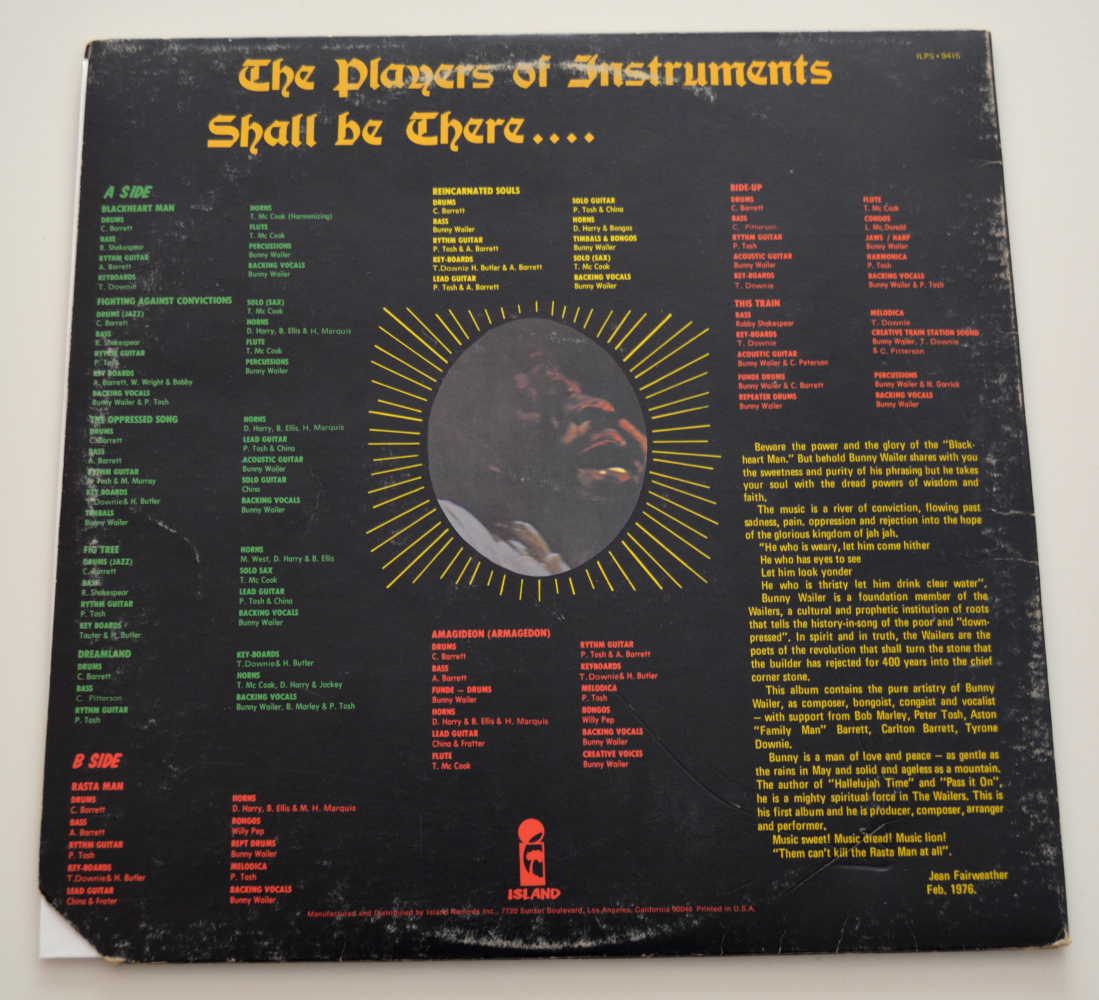 The Players of Instruments
Shall be There....
ILPS • 9415
A SIDE
BLACKHEART MAN
DRUMS
C. Barrett
BASS
R. Shakespear
RYTHM GUITAR
A. Barrett
KEYBOARDS
T. Downie
HORNS
T. Mc Cook (Harmonizing)
FLUTE
T. Mc Cook
PERCUSSIONS
Bunny Wailer
BACKING VOCALS
Bunny Wailer
FIGHTING AGAINST CONVICTIONS
DRUMS (JAZZ)
C. Barrett
BASS
R. Shakespear
RYTHM GUITAR
P. Tosh
KEY BOARDS
A. Barrett, W. Wright & Bobby
BACKING VOCALS
Bunny Wailer & P. Tosh
SOLO (SAX)
T. Mc Cook
HORNS
D. Harry, B. Ellis & H. Marquis
FLUTE
T. Mc Cook
PERCUSSIONS
Bunny Wailer
THE OPPRESSED SONG
DRUMS
C. Barrett
BASS
A. Barrett
RYTHM GUITAR
P. Tosh & M. Murray
KEY BOARDS
T. Downie & H. Butler
TIMBALS
Bunny Wailer
HORNS
D. Harry, B. Ellis, H. Marquis
LEAD GUITAR
P. Tosh & China
ACOUSTIC GUITAR
Bunny Wailer
SOLO GUITAR
China
BACKING VOCALS
Bunny Wailer
FIG TREE
DRUMS (JAZZ)
C. Barrett
BASS
R. Shakespear
RYTHM GUITAR
P. Tosh
KEY BOARDS
Tauter & H. Butler
HORNS
M. West, D. Harry & B. Ellis
SOLO SAX
T. Mc Cook
LEAD GUITAR
P. Tosh & China
BACKING VOCALS
Bunny Wailer
DREAMLAND
DRUMS
C. Barrett
BASS
C. Pitterson
RYTHM GUITAR
P. Tosh
KEY-BOARDS
T. Downie & H. Butler
HORNS
T. Mc Cook, D. Harry & Jackey
BACKING VOCALS
Bunny Wailer, B. Marley & P. Tosh
B SIDE
RASTA MAN
DRUMS
C. Barrett
BASS
A. Barrett
RYTHM GUITAR
P. Tosh
KEY-BOARDS
T. Downie & H. Butler
LEAD GUITAR
China & Frater
HORNS
D. Harry, B. Ellis & M. H. Marquis
BONGOS
Willy Pep
REPT DRUMS
Bunny Wailer
MELODICA
P. Tosh
BACKING VOCALS
Bunny Wailer
REINCARNATED SOULS
DRUMS
C. Barrett
BASS
Bunny Wailer
RYTHM GUITAR
P. Tosh & A. Barrett
KEY-BOARDS
T. Downie H. Butler & A. Barrett
LEAD GUITAR
P. Tosh & A. Barrett
SOLO GUITAR
P. Tosh & China
HORNS
D. Harry & Bongos
TIMBALS & BONGOS
Bunny Wailer
SOLO (SAX)
T. Mc Cook
BACKING VOCALS
Bunny Wailer
AMAGIDEON (ARMAGEDON)
DRUMS
C. Barrett
BASS
A. Barrett
FUNDE — DRUMS
Bunny Wailer
HORNS
D. Harry & B. Ellis & H. Marquis
LEAD GUITAR
China & Fratter
FLUTE
T. Mc Cook
RYTHM GUITAR
P. Tosh & A. Barrett
KEYBOARDS
T. Downie & H. Butler
MELODICA
P. Tosh
BONGOS
Willy Pep
BACKING VOCALS
Bunny Wailer
CREATIVE VOICES
Bunny Wailer
BIDE-UP
DRUMS
C. Barrett
BASS
C. Pitterson
RYTHM GUITAR
P. Tosh
ACOUSTIC GUITAR
Bunny Wailer
KEY-BOARDS
T. Downie
FLUTE
T. Mc Cook
CONGOS
L. Mc. Donald
JAWS / HARP
Bunny Wailer
HARMONICA
P. Tosh
BACKING VOCALS
Bunny Wailer & P. Tosh
THIS TRAIN
BASS
Robby Shakespear
KEY-BOARDS
T. Downie
ACOUSTIC GUITAR
Bunny Wailer & C. Peterson
FUNDE DRUMS
Bunny Wailer & C. Barrett
REPEATER DRUMS
Bunny Wailer
MELODICA
T. Downie
CREATIVE TRAIN STATION SOUND
Bunny Wailer, T. Downie
& C. Pitterson
PERCUSSIONS
Bunny Wailer & N. Garrick
BACKING VOCALS
Bunny Wailer
Beware the power and the glory of the "Black-
heart Man." But behold Bunny Wailer shares with you
the sweetness and purity of his phrasing but he takes
your soul with the dread powers of wisdom and
faith.
The music is a river of conviction, flowing past
sadness, pain, oppression and rejection into the hope
of the glorious kingdom of jah jah.
"He who is weary, let him come hither
He who has eyes to see
Let him look yonder
He who is thristy let him drink clear water".
Bunny Wailer is a foundation member of the
Wailers, a cultural and prophetic institution of roots
that tells the history-in-song of the poor and "down-
pressed". In spirit and in truth, the Wailers are the
poets of the revolution that shall turn the stone that
the builder has rejected for 400 years into the chief
corner stone.
This album contains the pure artistry of Bunny
Wailer, as composer, bongoist, congaist and vocalist
— with support from Bob Marley, Peter Tosh, Aston
"Family Man" Barrett, Carlton Barrett, Tyrone
Downie.
Bunny is a man of love and peace — as gentle as
the rains in May and solid and ageless as a mountain.
The author of "Hallelujah Time" and "Pass it On",
he is a mighty spiritual force in The Wailers. This is
his first album and he is producer, composer, arranger
and performer.
Music sweet! Music dread! Music lion!
"Them can't kill the Rasta Man at all".
Jean Fairweather
Feb. 1976.
ISLAND
Manufactured and Distributed by Island Records Inc., 7720 Sunset Boulevard, Los Angeles, California 90046 Printed in U.S.A.